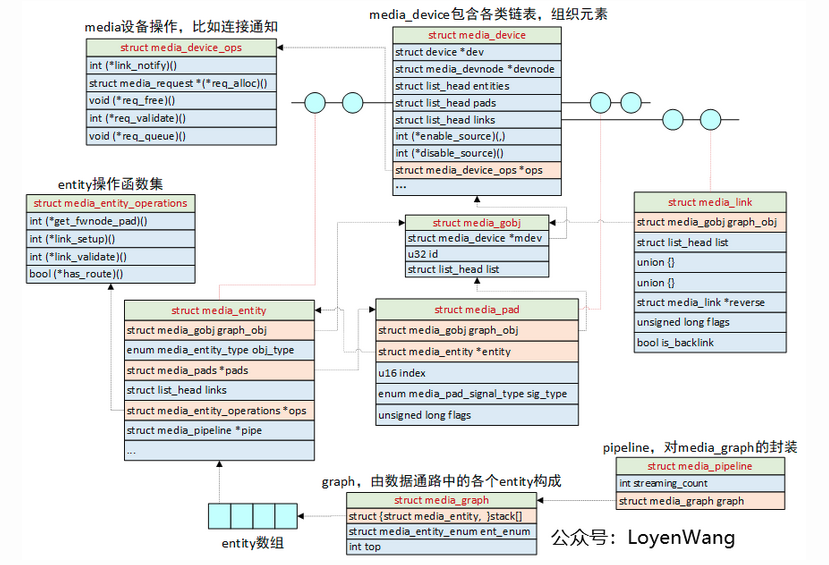 media设备操作，比如连接通知
struct media_device_ops
int (*link_notify)()
struct media_request *(*req_alloc)()
void (*req_free)()
int (*req_validate)()
void (*req_queue)()
media_device包含各类链表，组织元素
struct media_device
struct device *dev
struct media_devnode *devnode
struct list_head entities
struct list_head pads
struct list_head links
int (*enable_source)(,)
int (*disable_source)()
struct media_device_ops *ops
...
entity操作函数集
struct media_entity_operations
int (*get_fwnode_pad)()
int (*link_setup)()
int (*link_validate)()
bool (*has_route)()
struct media_gobj
struct media_device *mdev
u32 id
struct list_head list
struct media_link
struct media_gobj graph_obj
struct list_head list
union {}
union {}
struct media_link *reverse
unsigned long flags
bool is_backlink
struct media_entity
struct media_gobj graph_obj
enum media_entity_type obj_type
struct media_pads *pads
struct list_head links
struct media_entity_operations *ops
struct media_pipeline *pipe
...
struct media_pad
struct media_gobj graph_obj
struct media_entity *entity
u16 index
enum media_pad_signal_type sig_type
unsigned long flags
pipeline，对media_graph的封装
struct media_pipeline
int streaming_count
struct media_graph graph
graph，由数据通路中的各个entity构成
struct media_graph
struct {struct media_entity, }stack[]
struct media_entity_enum ent_enum
int top
entity数组
公众号：LoyenWang